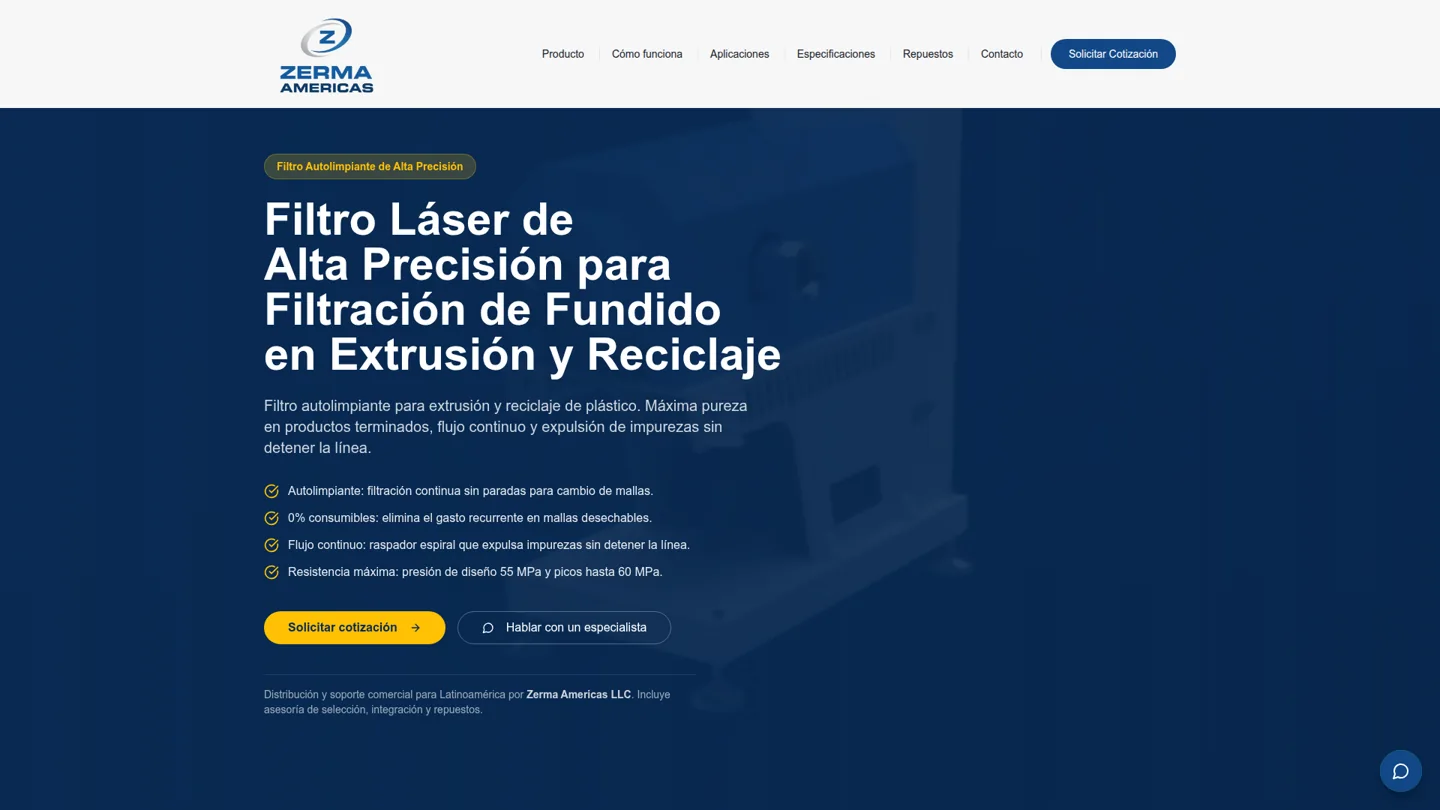 Z
ZERMA
AMERICAS
Producto
Cómo funciona
Aplicaciones
Especificaciones
Repuestos
Contacto
Solicitar Cotización
Filtro Autolimpiante de Alta Precisión
Filtro Láser de
Alta Precisión para
Filtración de Fundido
en Extrusión y Reciclaje
Filtro autolimpiante para extrusión y reciclaje de plástico. Máxima pureza
en productos terminados, flujo continuo y expulsión de impurezas sin
detener la línea.
Autolimpiante: filtración continua sin paradas para cambio de mallas.
0% consumibles: elimina el gasto recurrente en mallas desechables.
Flujo continuo: raspador espiral que expulsa impurezas sin detener la línea.
Resistencia máxima: presión de diseño 55 MPa y picos hasta 60 MPa.
Solicitar cotización
Hablar con un especialista
Distribución y soporte comercial para Latinoamérica por Zerma Americas LLC. Incluye
asesoría de selección, integración y repuestos.